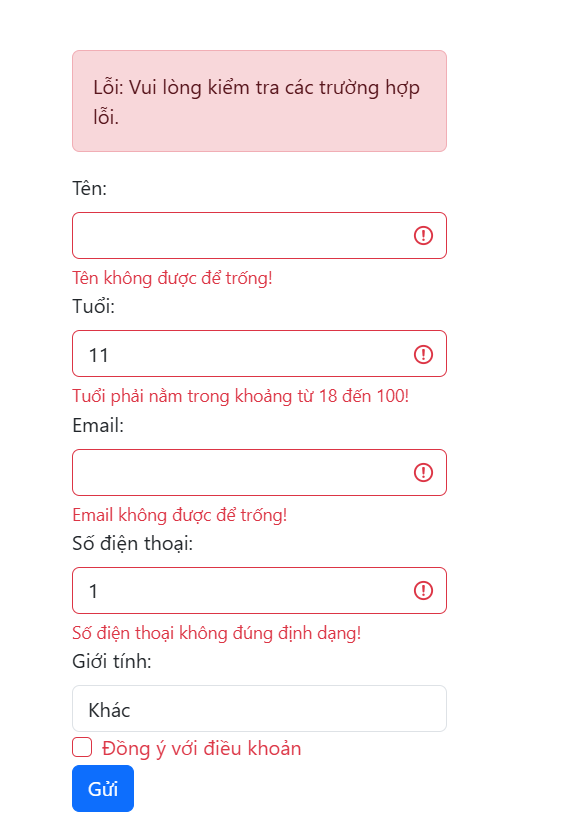 Lỗi: Vui lòng kiểm tra các trường hợp
lỗi.
Tên:
Tên không được để trống!
Tuổi:
11
Tuổi phải nằm trong khoảng từ 18 đến 100!
Email:
Email không được để trống!
Số điện thoại:
1
Số điện thoại không đúng định dạng!
Giới tính:
Khác
Đồng ý với điều khoản
Gửi